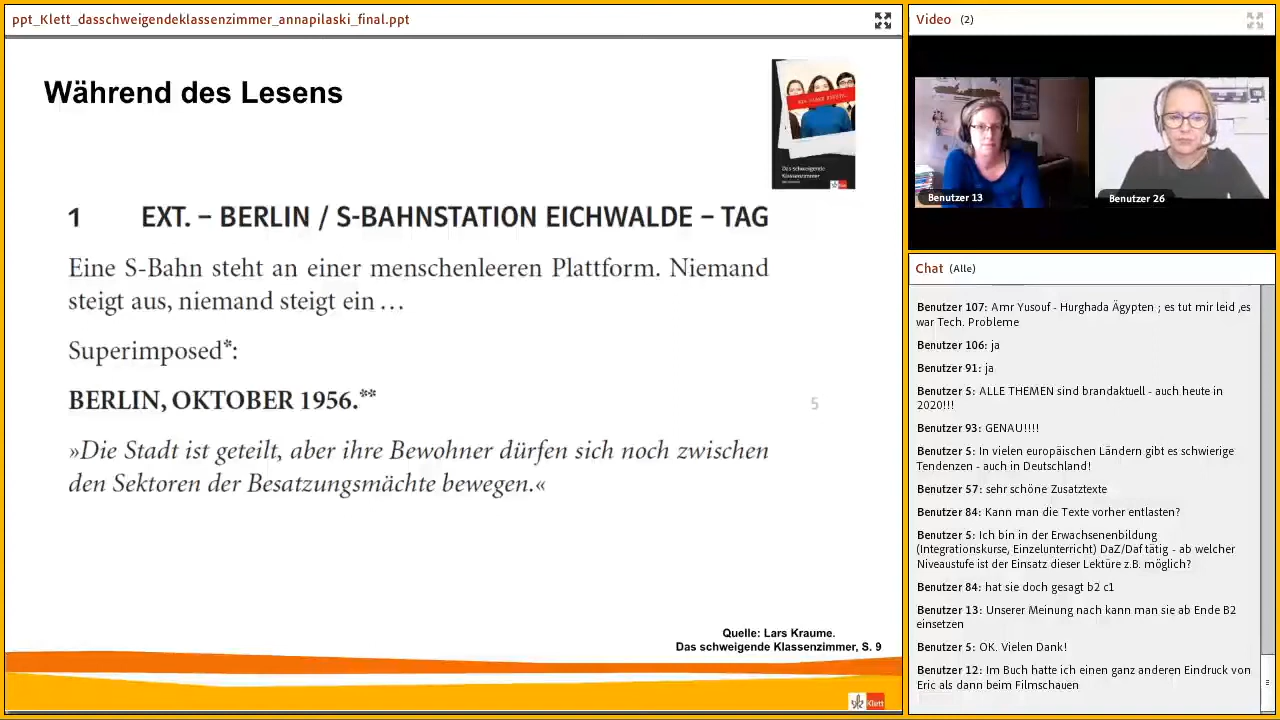 ppt_Klett_dasschweigendeklassenzimmer_annapilaski_final.ppt
Während des Lesens
Das schweigende
Klassenzimmer
Klett
1 EXT. – BERLIN / S-BAHNSTATION EICHWALDE – TAG
Eine S-Bahn steht an einer menschenleeren Plattform. Niemand
steigt aus, niemand steigt ein …
Superimposed*:
BERLIN, OKTOBER 1956.**
5
»Die Stadt ist geteilt, aber ihre Bewohner dürfen sich noch zwischen
den Sektoren der Besatzungsmächte bewegen.«
Quelle: Lars Kraume.
Das schweigende Klassenzimmer, S. 9
Klett
Video (2)
Benutzer 13
Benutzer 26
Chat (Alle)
Benutzer 107: Amr Yusouf - Hurghada Ägypten ; es tut mir leid ,es
war Tech. Probleme
Benutzer 106: ja
Benutzer 91: ja
Benutzer 5: ALLE THEMEN sind brandaktuell - auch heute in
2020!!!
Benutzer 93: GENAU!!!!
Benutzer 5: In vielen europäischen Ländern gibt es schwierige
Tendenzen - auch in Deutschland!
Benutzer 57: sehr schöne Zusatztexte
Benutzer 84: Kann man die Texte vorher entlasten?
Benutzer 5: Ich bin in der Erwachsenenbildung
(Integrationskurse, Einzelunterricht) DaZ/Daf tätig - ab welcher
Niveaustufe ist der Einsatz dieser Lektüre z.B. möglich?
Benutzer 84: hat sie doch gesagt b2 c1
Benutzer 13: Unserer Meinung nach kann man sie ab Ende B2
einsetzen
Benutzer 5: OK. Vielen Dank!
Benutzer 12: Im Buch hatte ich einen ganz anderen Eindruck von
Eric als dann beim Filmschauen